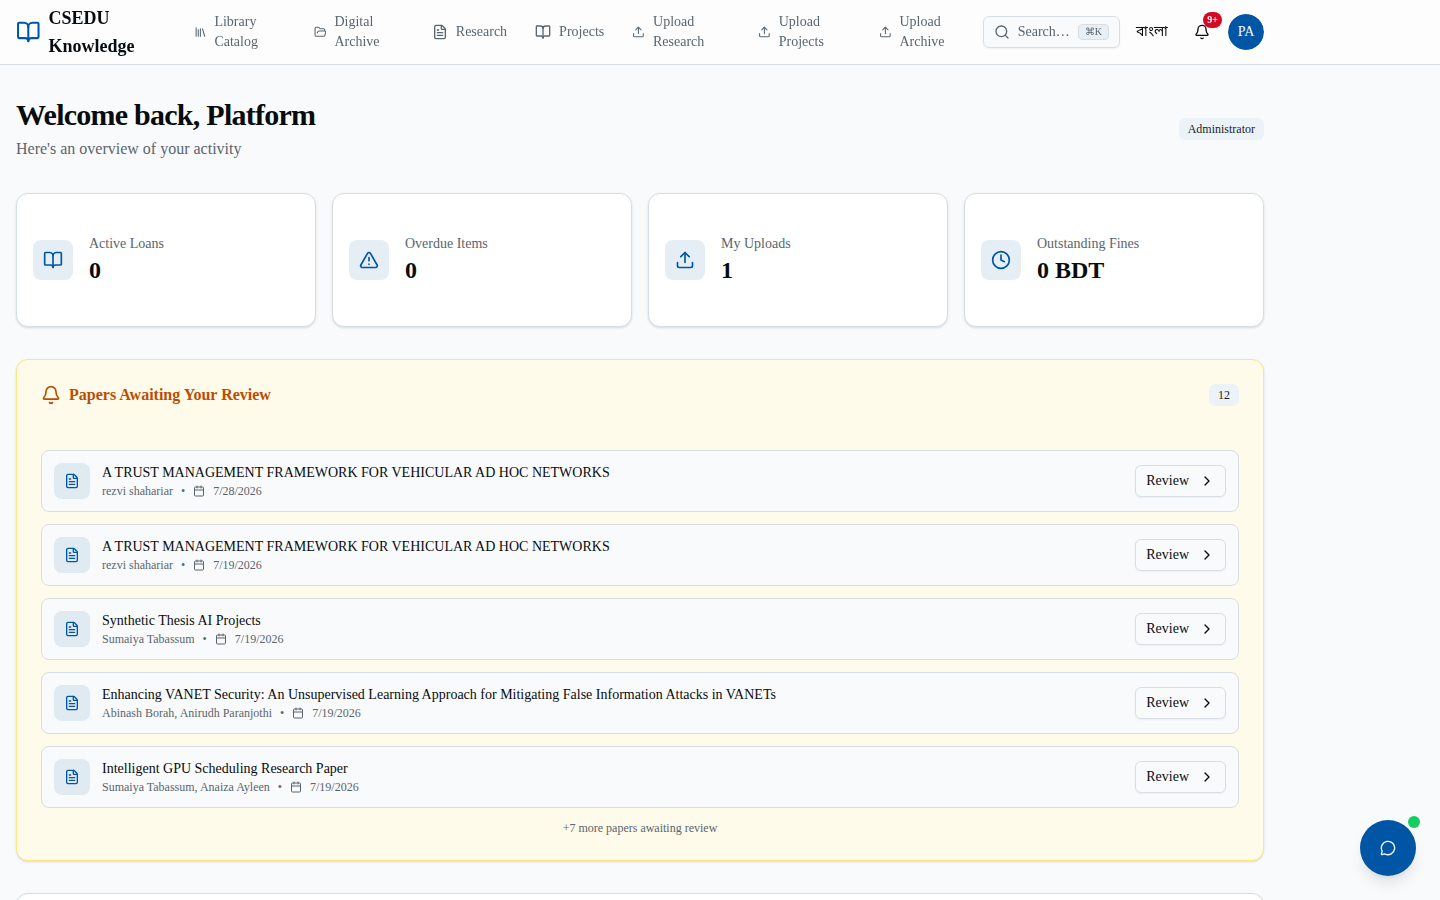 CSEDU
Knowledge
Library
Catalog
Digital
Archive
Research
Projects
Upload
Research
Upload
Projects
Upload
Archive
Search…
⌘K
বাংলা
9+
PA
Welcome back, Platform
Here's an overview of your activity
Administrator
Active Loans
0
Overdue Items
0
My Uploads
1
Outstanding Fines
0 BDT
Papers Awaiting Your Review
12
A TRUST MANAGEMENT FRAMEWORK FOR VEHICULAR AD HOC NETWORKS
rezvi shahariar • 7/28/2026
Review
A TRUST MANAGEMENT FRAMEWORK FOR VEHICULAR AD HOC NETWORKS
rezvi shahariar • 7/19/2026
Review
Synthetic Thesis AI Projects
Sumaiya Tabassum • 7/19/2026
Review
Enhancing VANET Security: An Unsupervised Learning Approach for Mitigating False Information Attacks in VANETs
Abinash Borah, Anirudh Paranjothi • 7/19/2026
Review
Intelligent GPU Scheduling Research Paper
Sumaiya Tabassum, Anaiza Ayleen • 7/19/2026
Review
+7 more papers awaiting review